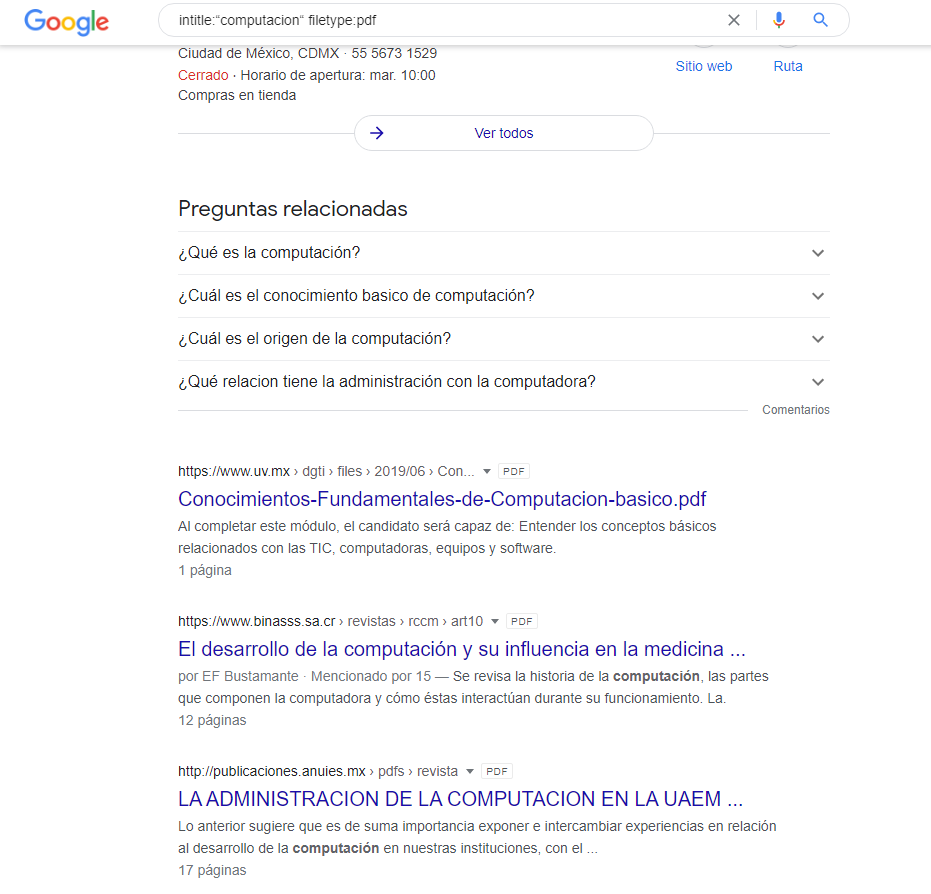 Google
intitle:“computacion“ filetype:pdf
Ciudad de México, CDMX · 55 5673 1529
Cerrado · Horario de apertura: mar. 10:00
Compras en tienda
Sitio web
Ruta
Ver todos
Preguntas relacionadas
¿Qué es la computación?
¿Cuál es el conocimiento basico de computación?
¿Cuál es el origen de la computación?
¿Qué relacion tiene la administración con la computadora?
Comentarios
https://www.uv.mx › dgti › files › 2019/06 › Con... PDF
Conocimientos-Fundamentales-de-Computacion-basico.pdf
Al completar este módulo, el candidato será capaz de: Entender los conceptos básicos
relacionados con las TIC, computadoras, equipos y software.
1 página
https://www.binasss.sa.cr › revistas › rccm › art10 PDF
El desarrollo de la computación y su influencia en la medicina ...
por EF Bustamante · Mencionado por 15 — Se revisa la historia de la computación, las partes
que componen la computadora y cómo éstas interactúan durante su funcionamiento. La.
12 páginas
http://publicaciones.anuies.mx › pdfs › revista PDF
LA ADMINISTRACION DE LA COMPUTACION EN LA UAEM ...
Lo anterior sugiere que es de suma importancia exponer e intercambiar experiencias en relación
al desarrollo de la computación en nuestras instituciones, con el ...
17 páginas